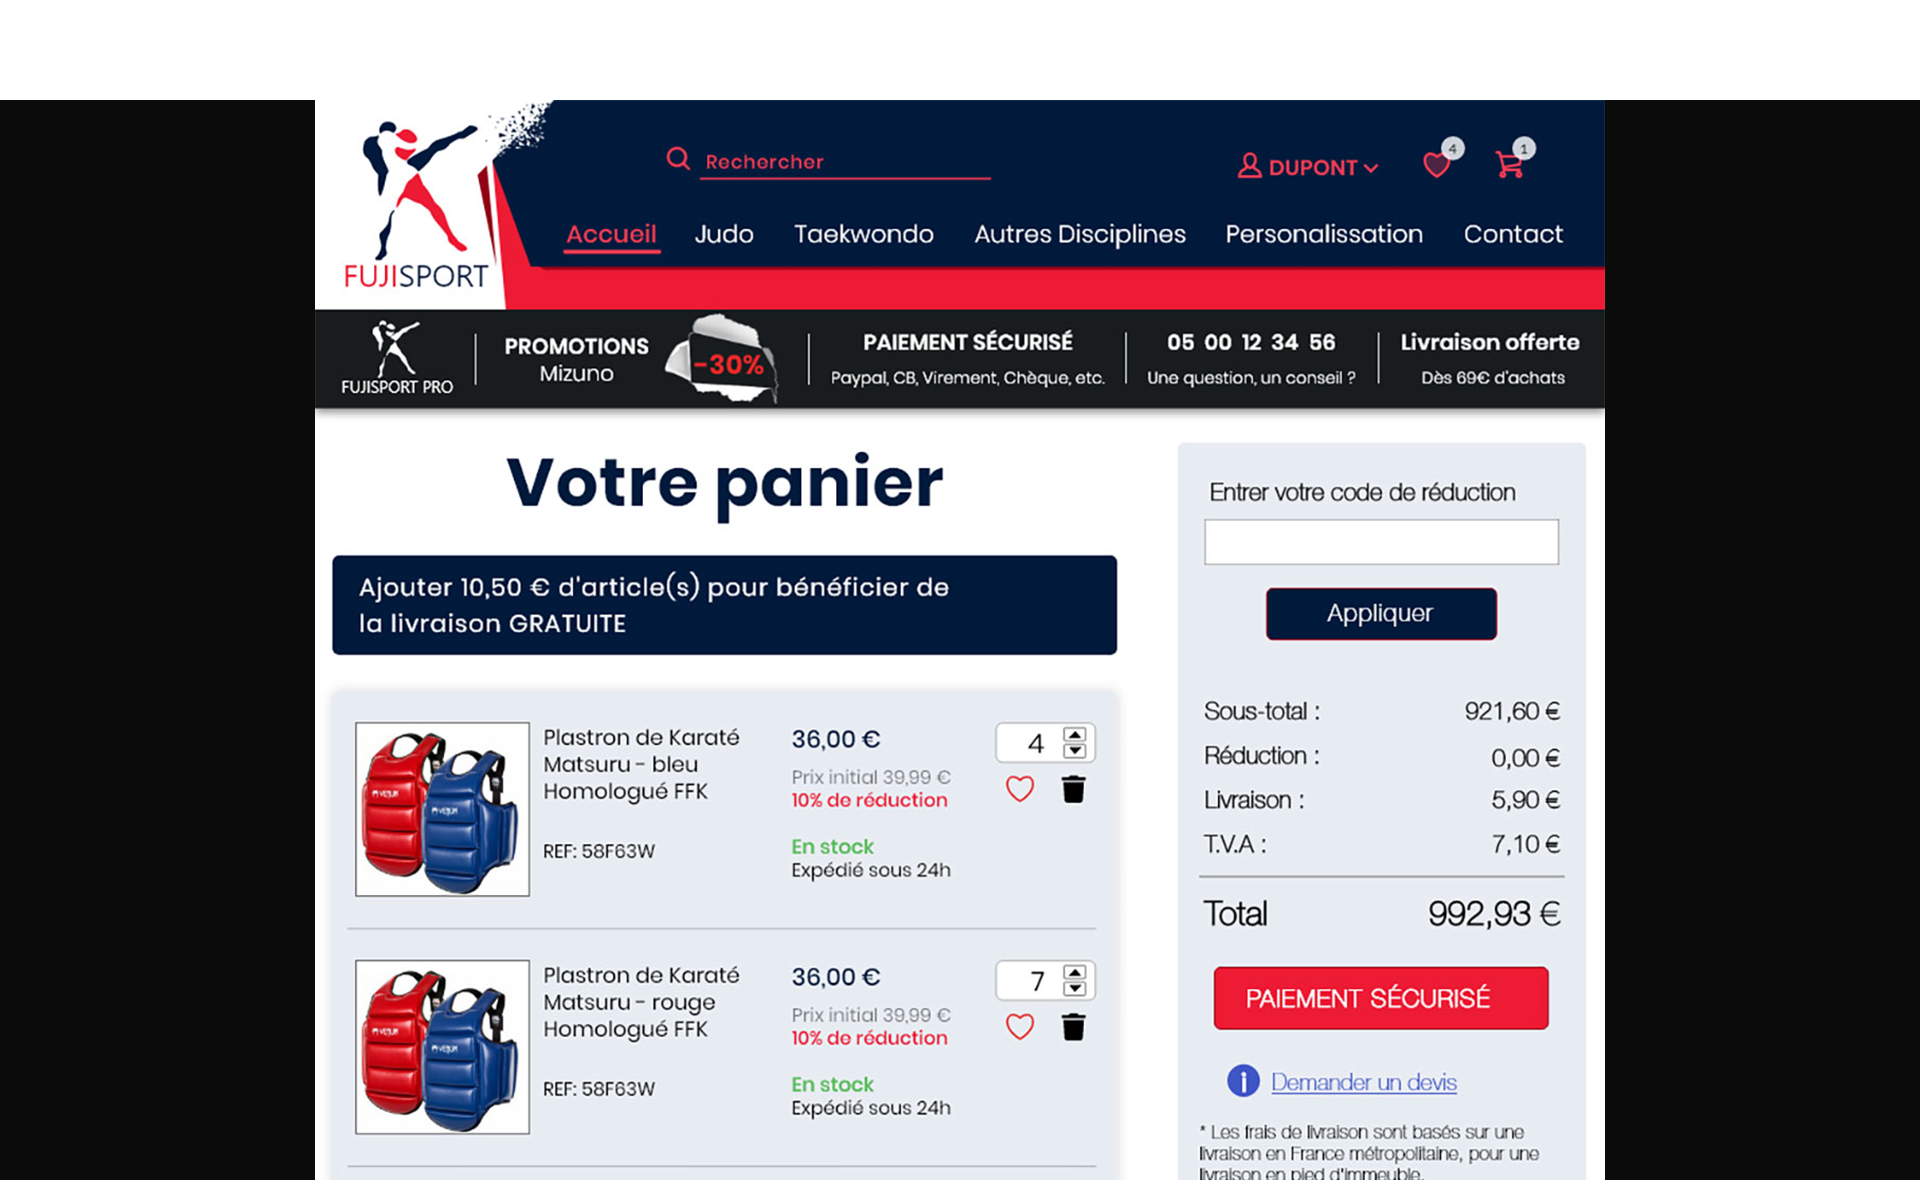 Rechercher
DUPONT
4
1
Accueil
Judo
Taekwondo
Autres Disciplines
Personalissation
Contact
FUJISPORT
FUJISPORT PRO
PROMOTIONS
Mizuno
-30%
PAIEMENT SÉCURISÉ
Paypal, CB, Virement, Chèque, etc.
05 00 12 34 56
Une question, un conseil ?
Livraison offerte
Dès 69€ d'achats
Votre panier
Ajouter 10,50 € d'article(s) pour bénéficier de
la livraison GRATUITE
Plastron de Karaté
Matsuru - bleu
Homologué FFK
REF: 58F63W
36,00 €
Prix initial 39,99 €
10% de réduction
En stock
Expédié sous 24h
4
VENUM
VENUM
Plastron de Karaté
Matsuru - rouge
Homologué FFK
REF: 58F63W
36,00 €
Prix initial 39,99 €
10% de réduction
En stock
Expédié sous 24h
7
VENUM
VENUM
Entrer votre code de réduction
Appliquer
Sous-total : 921,60 €
Réduction : 0,00 €
Livraison : 5,90 €
T.V.A : 7,10 €
Total 992,93 €
PAIEMENT SÉCURISÉ
Demander un devis
* Les frais de livraison sont basés sur une
livraison en France métropolitaine, pour une
livraison en pied d'immeuble.